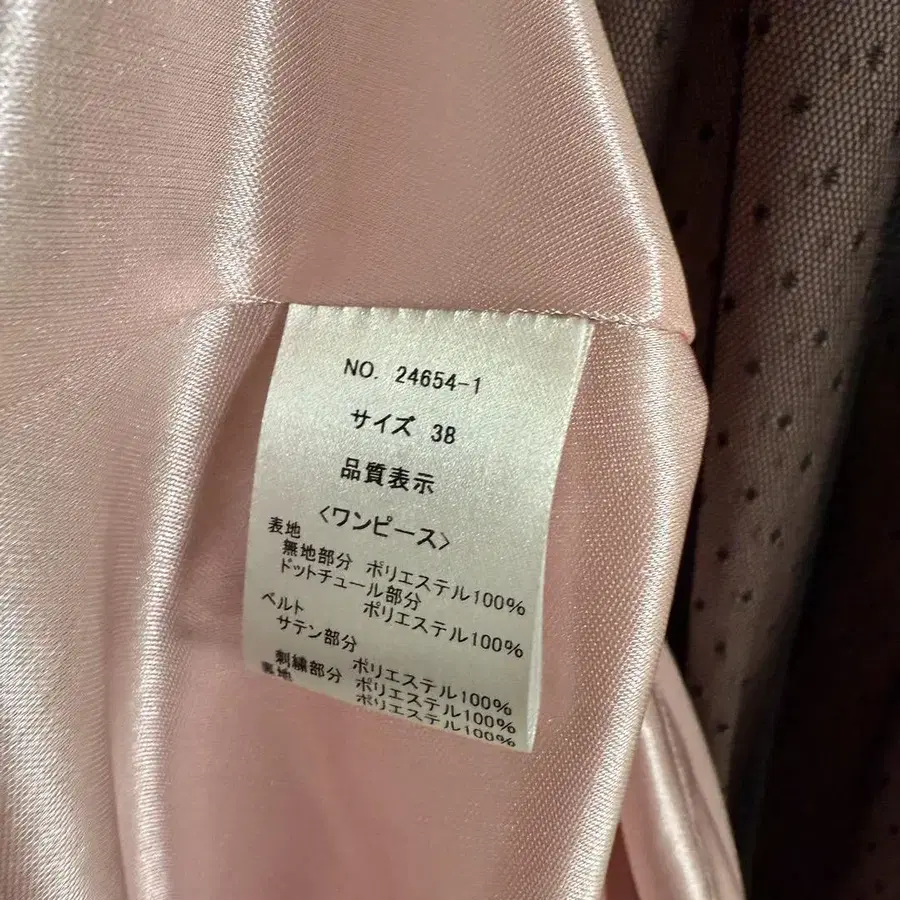 NO. 24654-1
サイズ 38
品質表示
<ワンピース>
表地
無地部分 ポリエステル100%
ドットチュール部分
ポリエステル100%
ベルト
サテン部分
ポリエステル100%
刺繍部分 ポリエステル100%
裏地 ポリエステル100%